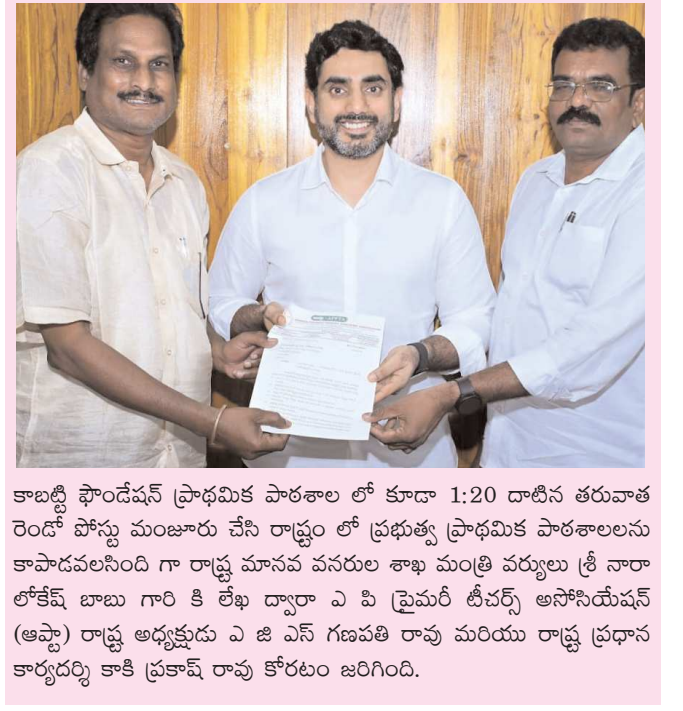 కాబట్టి ఫౌండేషన్ ప్రాథమిక పాఠశాల లో కూడా 1:20 దాటిన తరువాత
రెండో పోస్టు మంజూరు చేసి రాష్ట్రం లో ప్రభుత్వ ప్రాథమిక పాఠశాలలను
కాపాడవలసింది గా రాష్ట్ర మానవ వనరుల శాఖ మంత్రి వర్యులు శ్రీ నారా
లోకేష్ బాబు గారి కి లేఖ ద్వారా ఎ పి ప్రైమరీ టీచర్స్ అసోసియేషన్
(ఆప్టా) రాష్ట్ర అధ్యక్షుడు ఎ జి ఎస్ గణపతి రావు మరియు రాష్ట్ర ప్రధాన
కార్యదర్శి కాకి ప్రకాష్ రావు కోరటం జరిగింది.